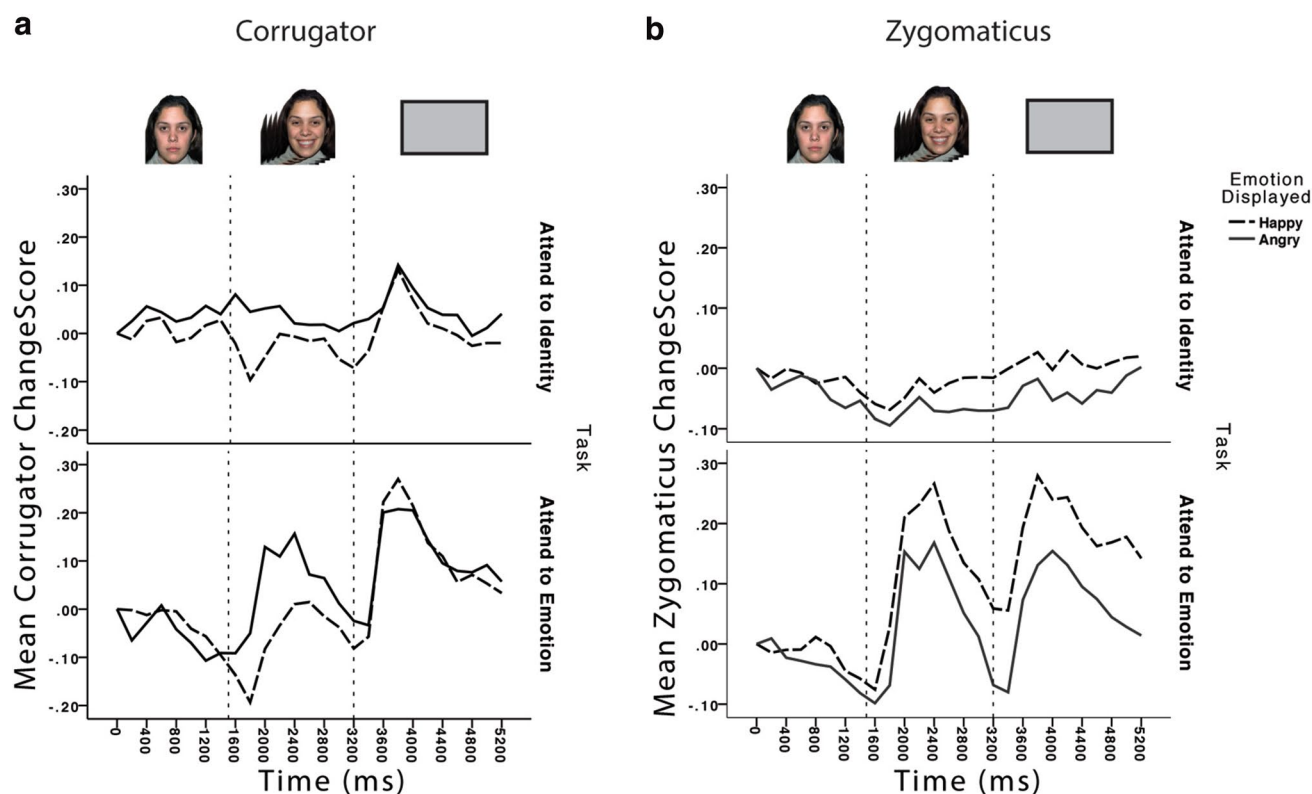 a
Corrugator
b
Zygomaticus
Emotion
Displayed
Happy
Angry
Mean Corrugator ChangeScore
.30
.20
.10
.00
-.10
-.20
Attend to Identity
.30
.20
.10
.00
-.10
-.20
Attend to Emotion
Task
0
400
800
1200
1600
2000
2400
2800
3200
3600
4000
4400
4800
5200
Time (ms)
Mean Zygomaticus ChangeScore
.30
.20
.10
.00
-.10
Attend to Identity
.30
.20
.10
.00
-.10
Attend to Emotion
Task
0
400
800
1200
1600
2000
2400
2800
3200
3600
4000
4400
4800
5200
Time (ms)